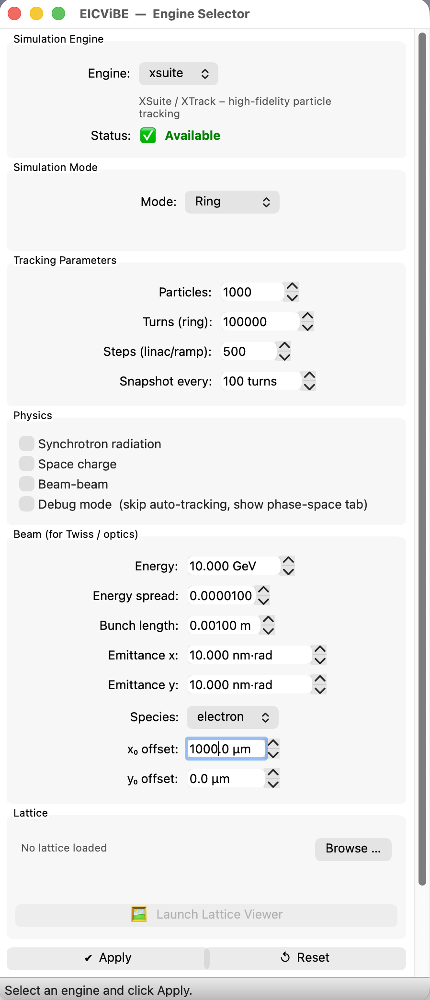 EICViBE — Engine Selector
Simulation Engine
Engine: xsuite
XSuite / XTrack – high-fidelity particle
tracking
Status: ✅ Available
Simulation Mode
Mode: Ring
Tracking Parameters
Particles: 1000
Turns (ring): 100000
Steps (linac/ramp): 500
Snapshot every: 100 turns
Physics
Synchrotron radiation
Space charge
Beam-beam
Debug mode (skip auto-tracking, show phase-space tab)
Beam (for Twiss / optics)
Energy: 10.000 GeV
Energy spread: 0.0000100
Bunch length: 0.00100 m
Emittance x: 10.000 nm·rad
Emittance y: 10.000 nm·rad
Species: electron
x₀ offset: 1000.0 µm
y₀ offset: 0.0 µm
Lattice
No lattice loaded
Browse ...
🖼️ Launch Lattice Viewer
✔ Apply
↺ Reset
Select an engine and click Apply.